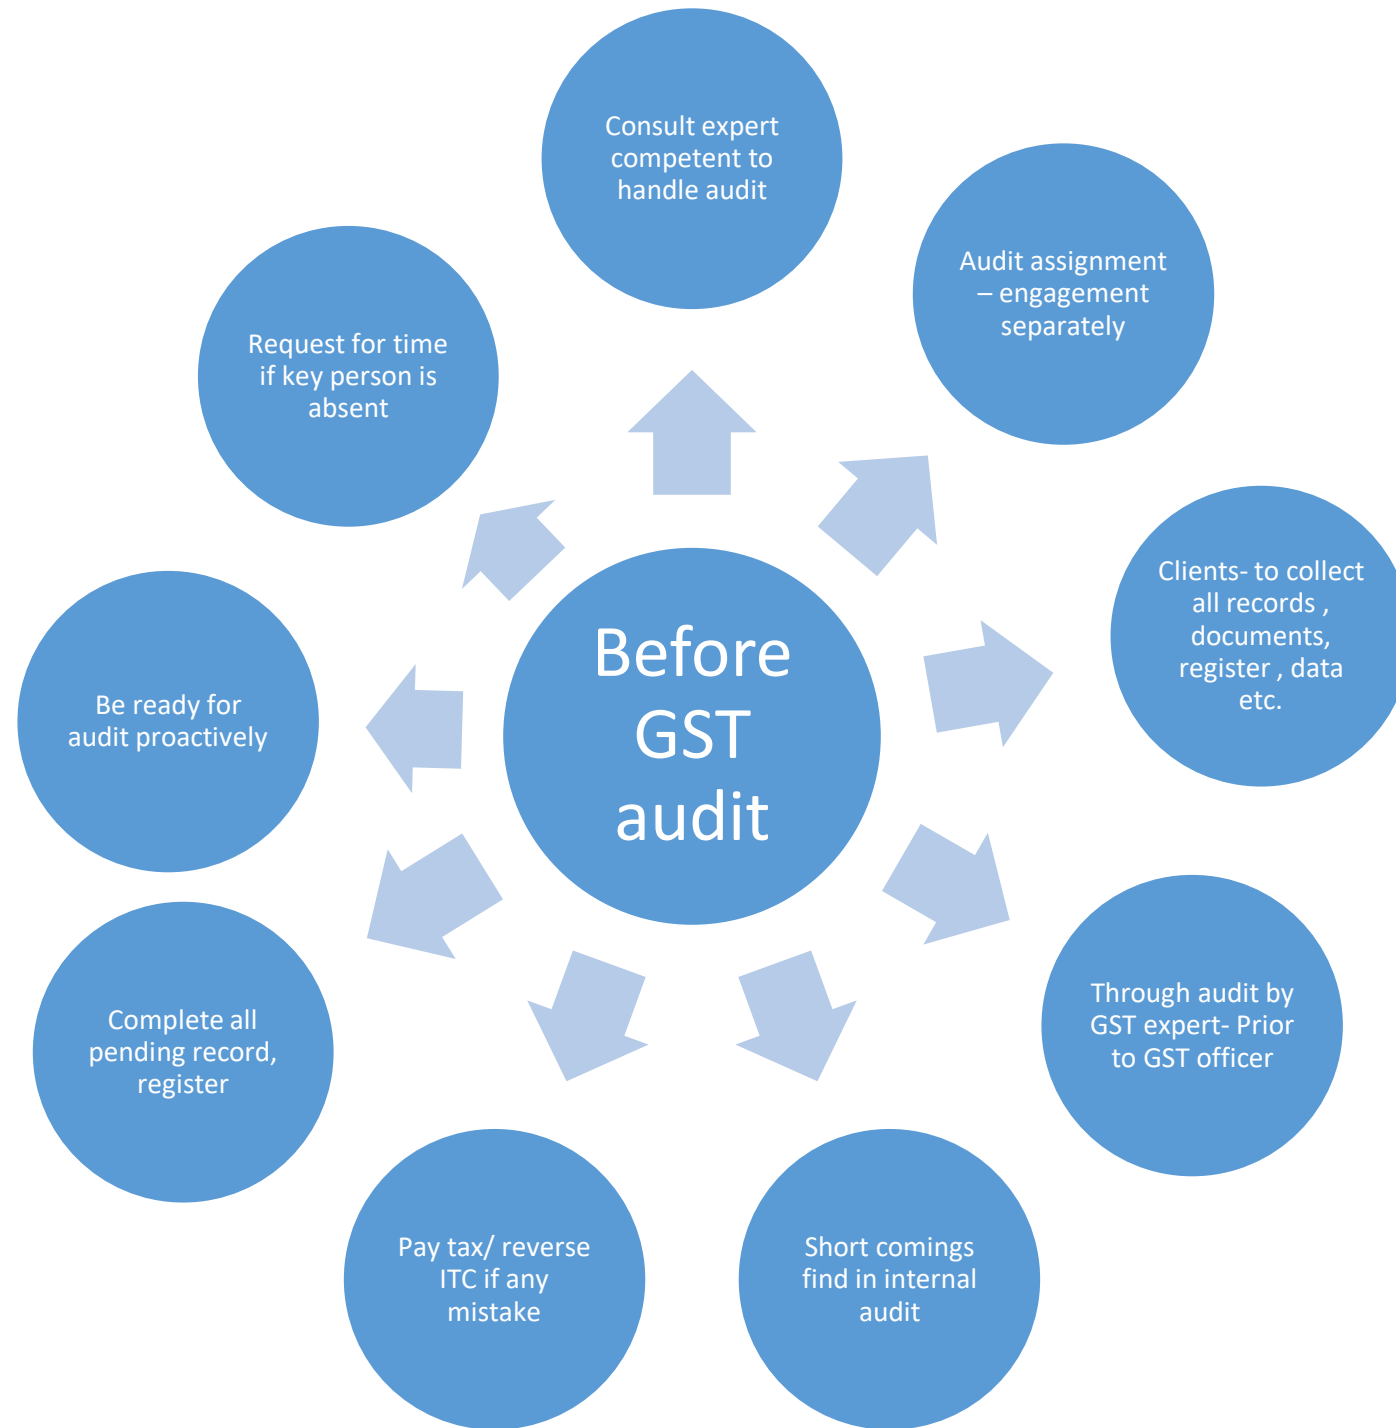 Consult expert
competent to
handle audit
Audit assignment
– engagement
separately
Clients- to collect
all records ,
documents,
register , data
etc.
Through audit by
GST expert- Prior
to GST officer
Short comings
find in internal
audit
Pay tax/ reverse
ITC if any
mistake
Complete all
pending record,
register
Be ready for
audit proactively
Request for time
if key person is
absent
Before
GST
audit